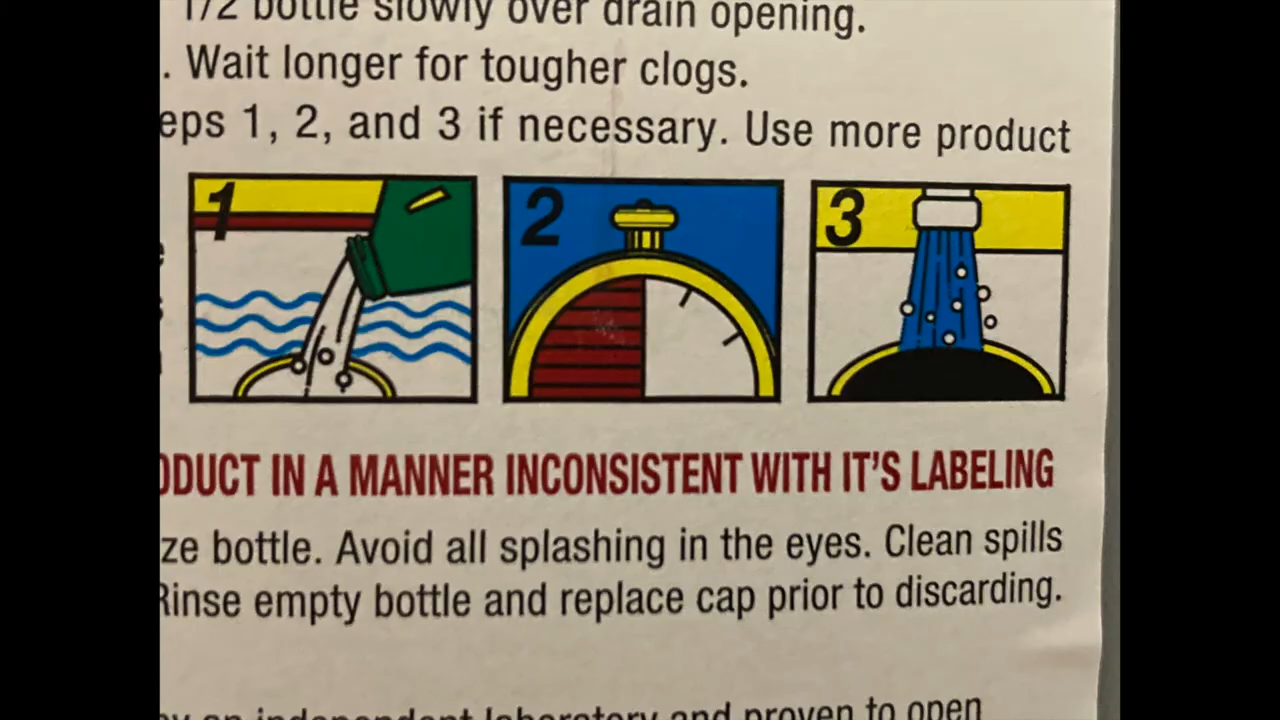 1/2 bottle slowly over drain opening.
. Wait longer for tougher clogs.
eps 1, 2, and 3 if necessary. Use more product
1 2 3
ODUCT IN A MANNER INCONSISTENT WITH IT'S LABELING
ze bottle. Avoid all splashing in the eyes. Clean spills
Rinse empty bottle and replace cap prior to discarding.
by an independent laboratory and proven to open